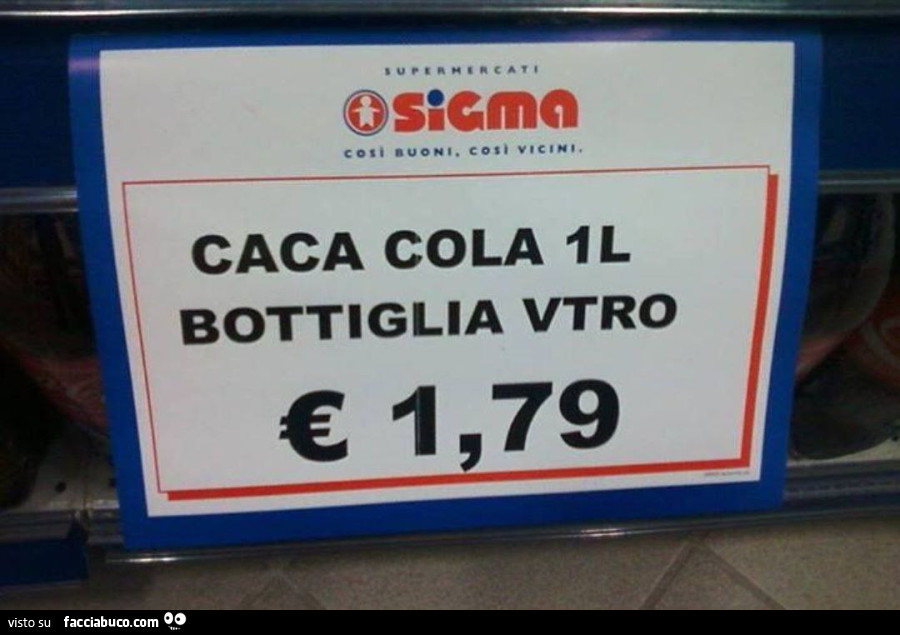 SUPERMERCATI
SIGMA
COSÌ BUONI, COSÌ VICINI.
CACA COLA 1L
BOTTIGLIA VTRO
€ 1,79
visto su facciabuco.com